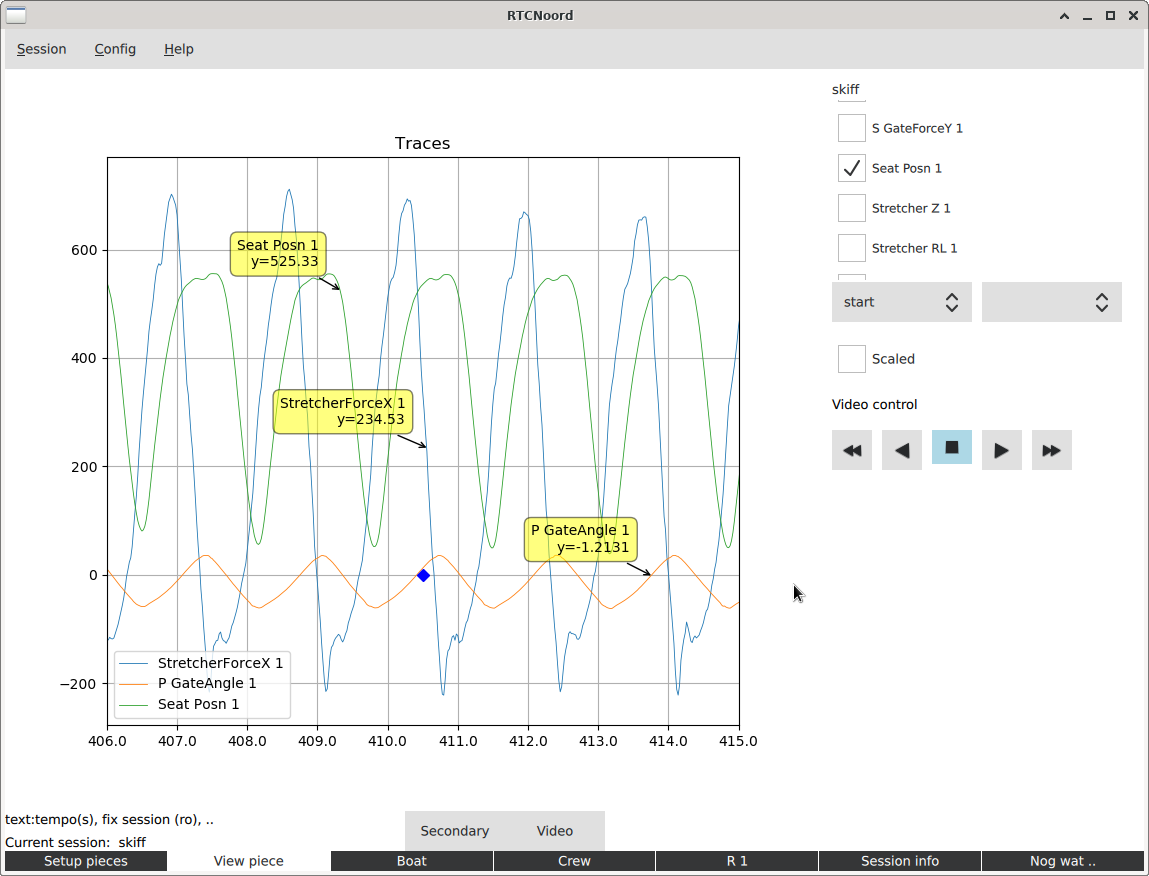 RTCNoord
Session Config Help
skiff
S GateForceY 1
Seat Posn 1
Stretcher Z 1
Stretcher RL 1
start
Scaled
Video control
Traces
600
400
200
0
−200
Seat Posn 1
y=525.33
StretcherForceX 1
y=234.53
P GateAngle 1
y=-1.2131
StretcherForceX 1
P GateAngle 1
Seat Posn 1
406.0 407.0 408.0 409.0 410.0 411.0 412.0 413.0 414.0 415.0
text:tempo(s), fix session (ro), ..
Secondary Video
Current session: skiff
Setup pieces View piece Boat Crew R 1 Session info Nog wat ..